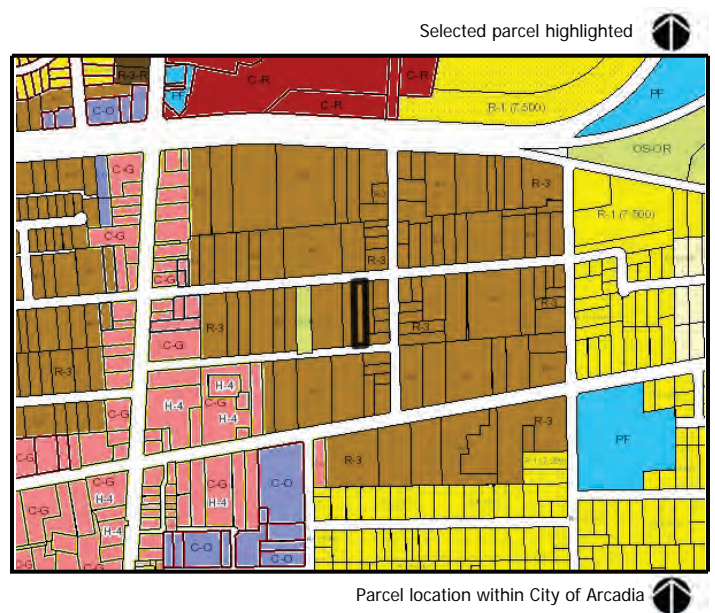 Selected parcel highlighted
R-3-R
C-R
C-R
PF
C-O
C-R
R-1 (7,500)
PF
OS-OR
C-G
R-3
R-1 (7-500)
C-G
R-3
C-G
R-3
R-3
R-3
C-G
R-3
H-4
C-G
H-4
H-4
C-G
R-3
R-3
PF
C-G
C-O
C-G
C-G
H-4
C-G
H-4
H-4
C-G
C-O
C-O
Parcel location within City of Arcadia